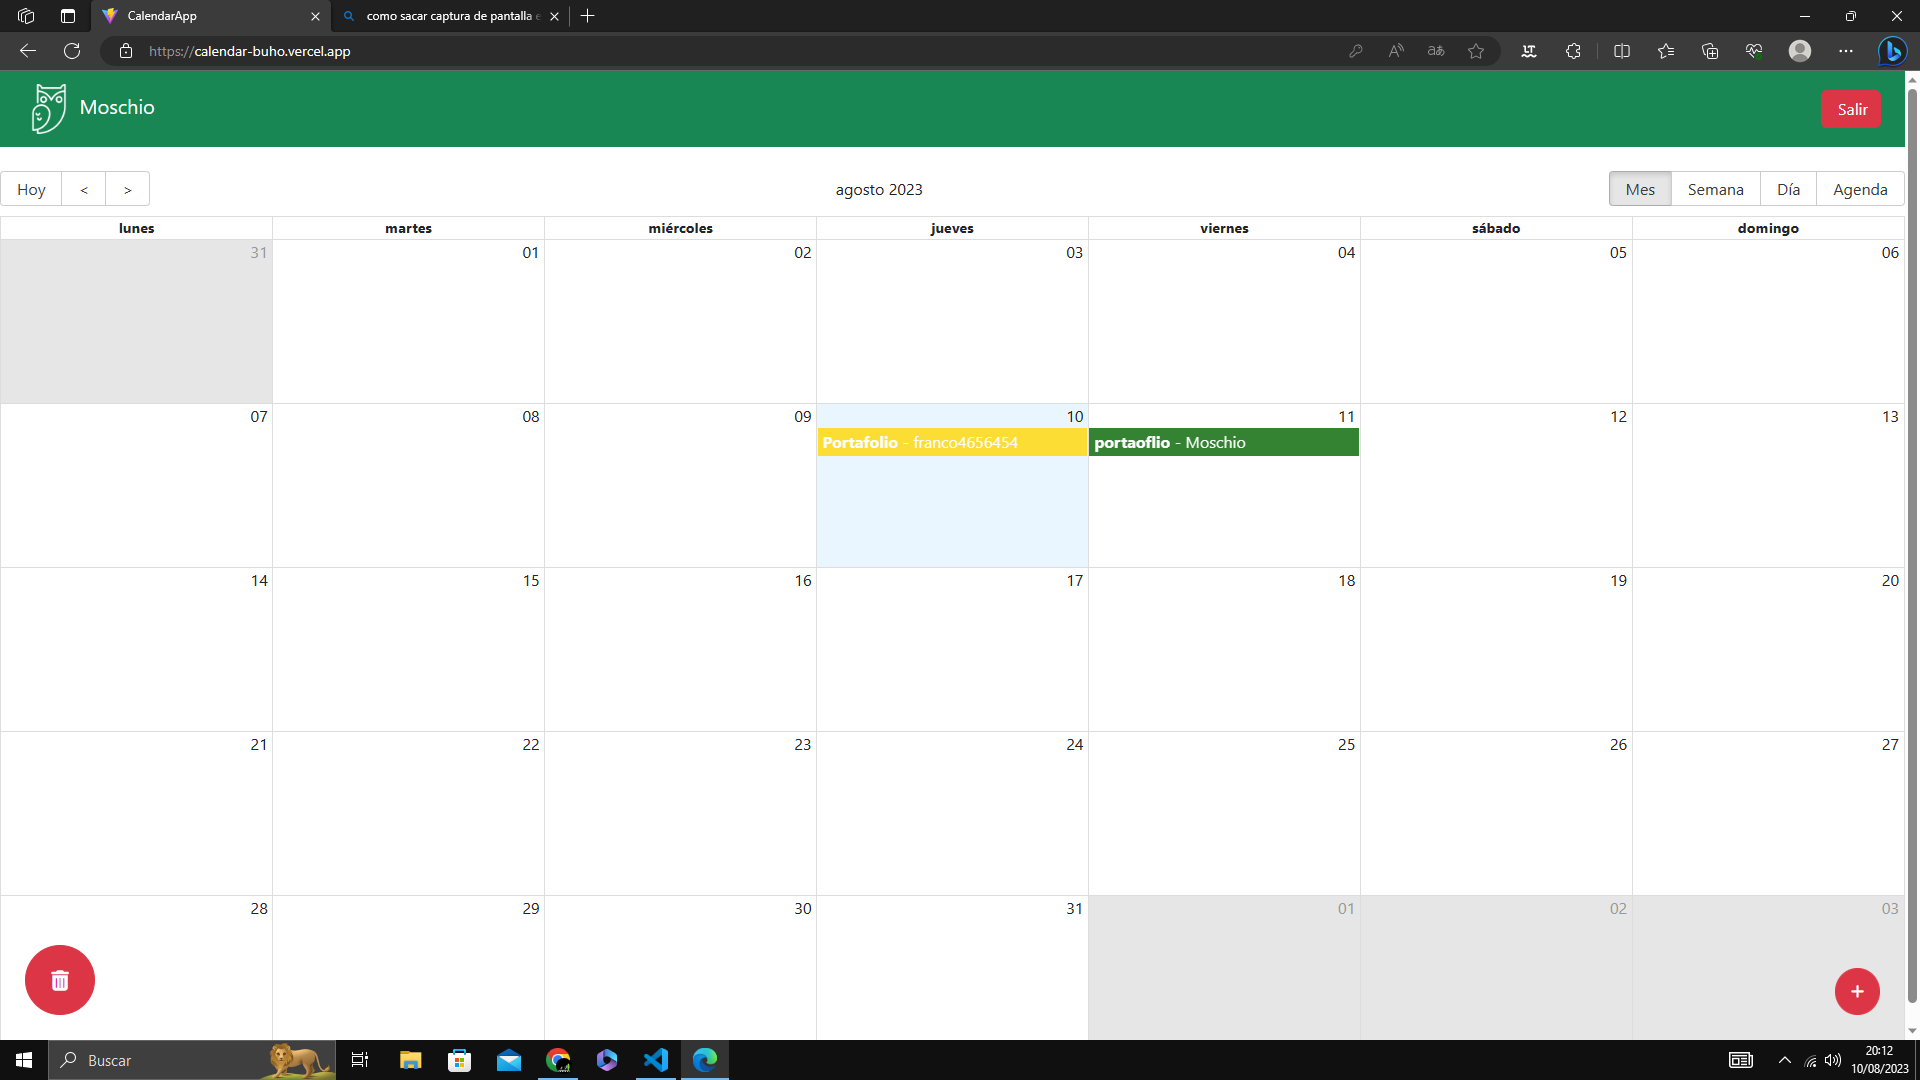 CalendarApp
como sacar captura de pantalla
https://calendar-buho.vercel.app
Moschio
Salir
Hoy < >
agosto 2023
Mes Semana Día Agenda
lunes martes miércoles jueves viernes sábado domingo
31 01 02 03 04 05 06
07 08 09 10 11 12 13
Portafolio - franco4656454 portaoflio - Moschio
14 15 16 17 18 19 20
21 22 23 24 25 26 27
28 29 30 31 01 02 03
+
Buscar
20:12
10/08/2023